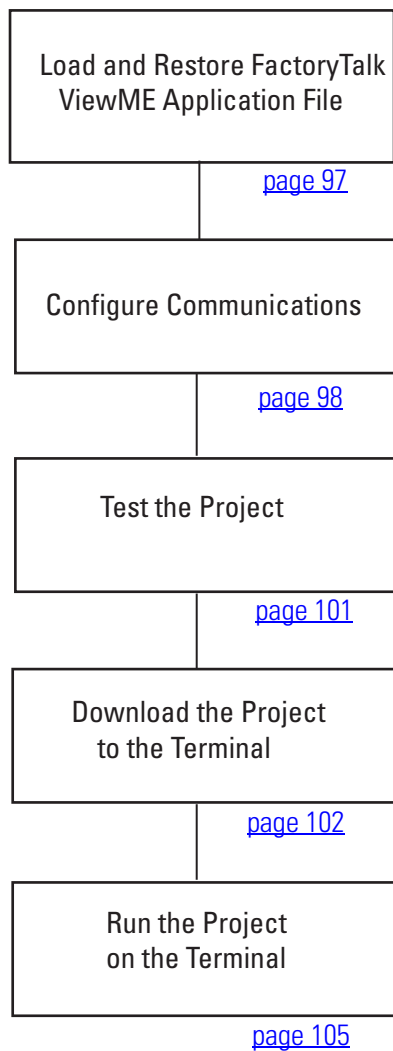 Load and Restore FactoryTalk
ViewME Application File
page 97
Configure Communications
page 98
Test the Project
page 101
Download the Project
to the Terminal
page 102
Run the Project
on the Terminal
page 105